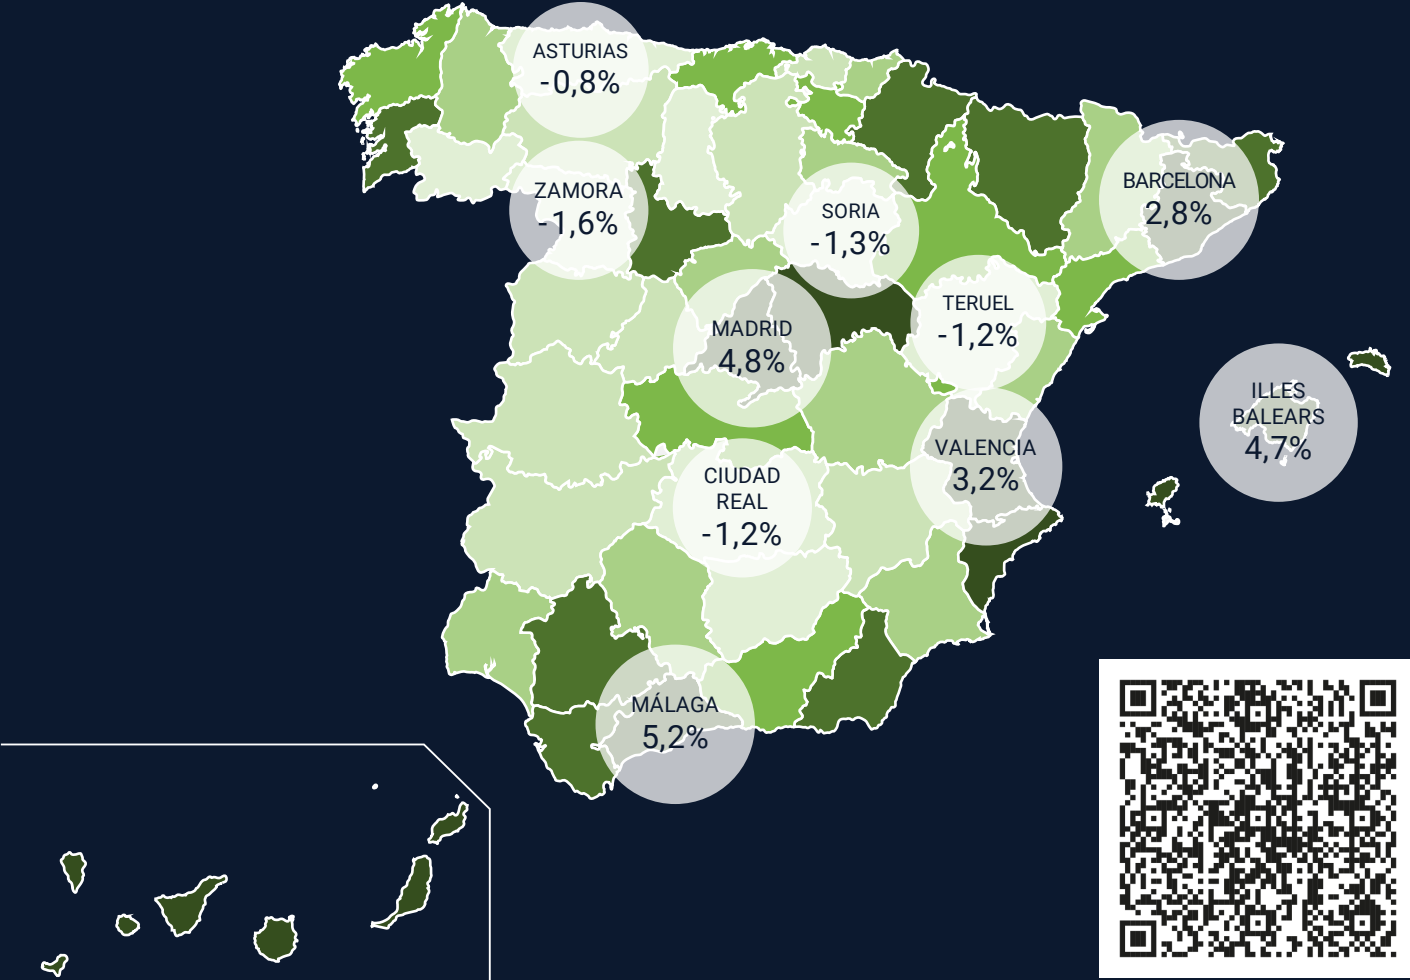 ASTURIAS
-0,8%
ZAMORA
-1,6%
SORIA
-1,3%
BARCELONA
2,8%
TERUEL
-1,2%
MADRID
4,8%
ILLES
BALEARS
4,7%
VALENCIA
3,2%
CIUDAD
REAL
-1,2%
MÁLAGA
5,2%